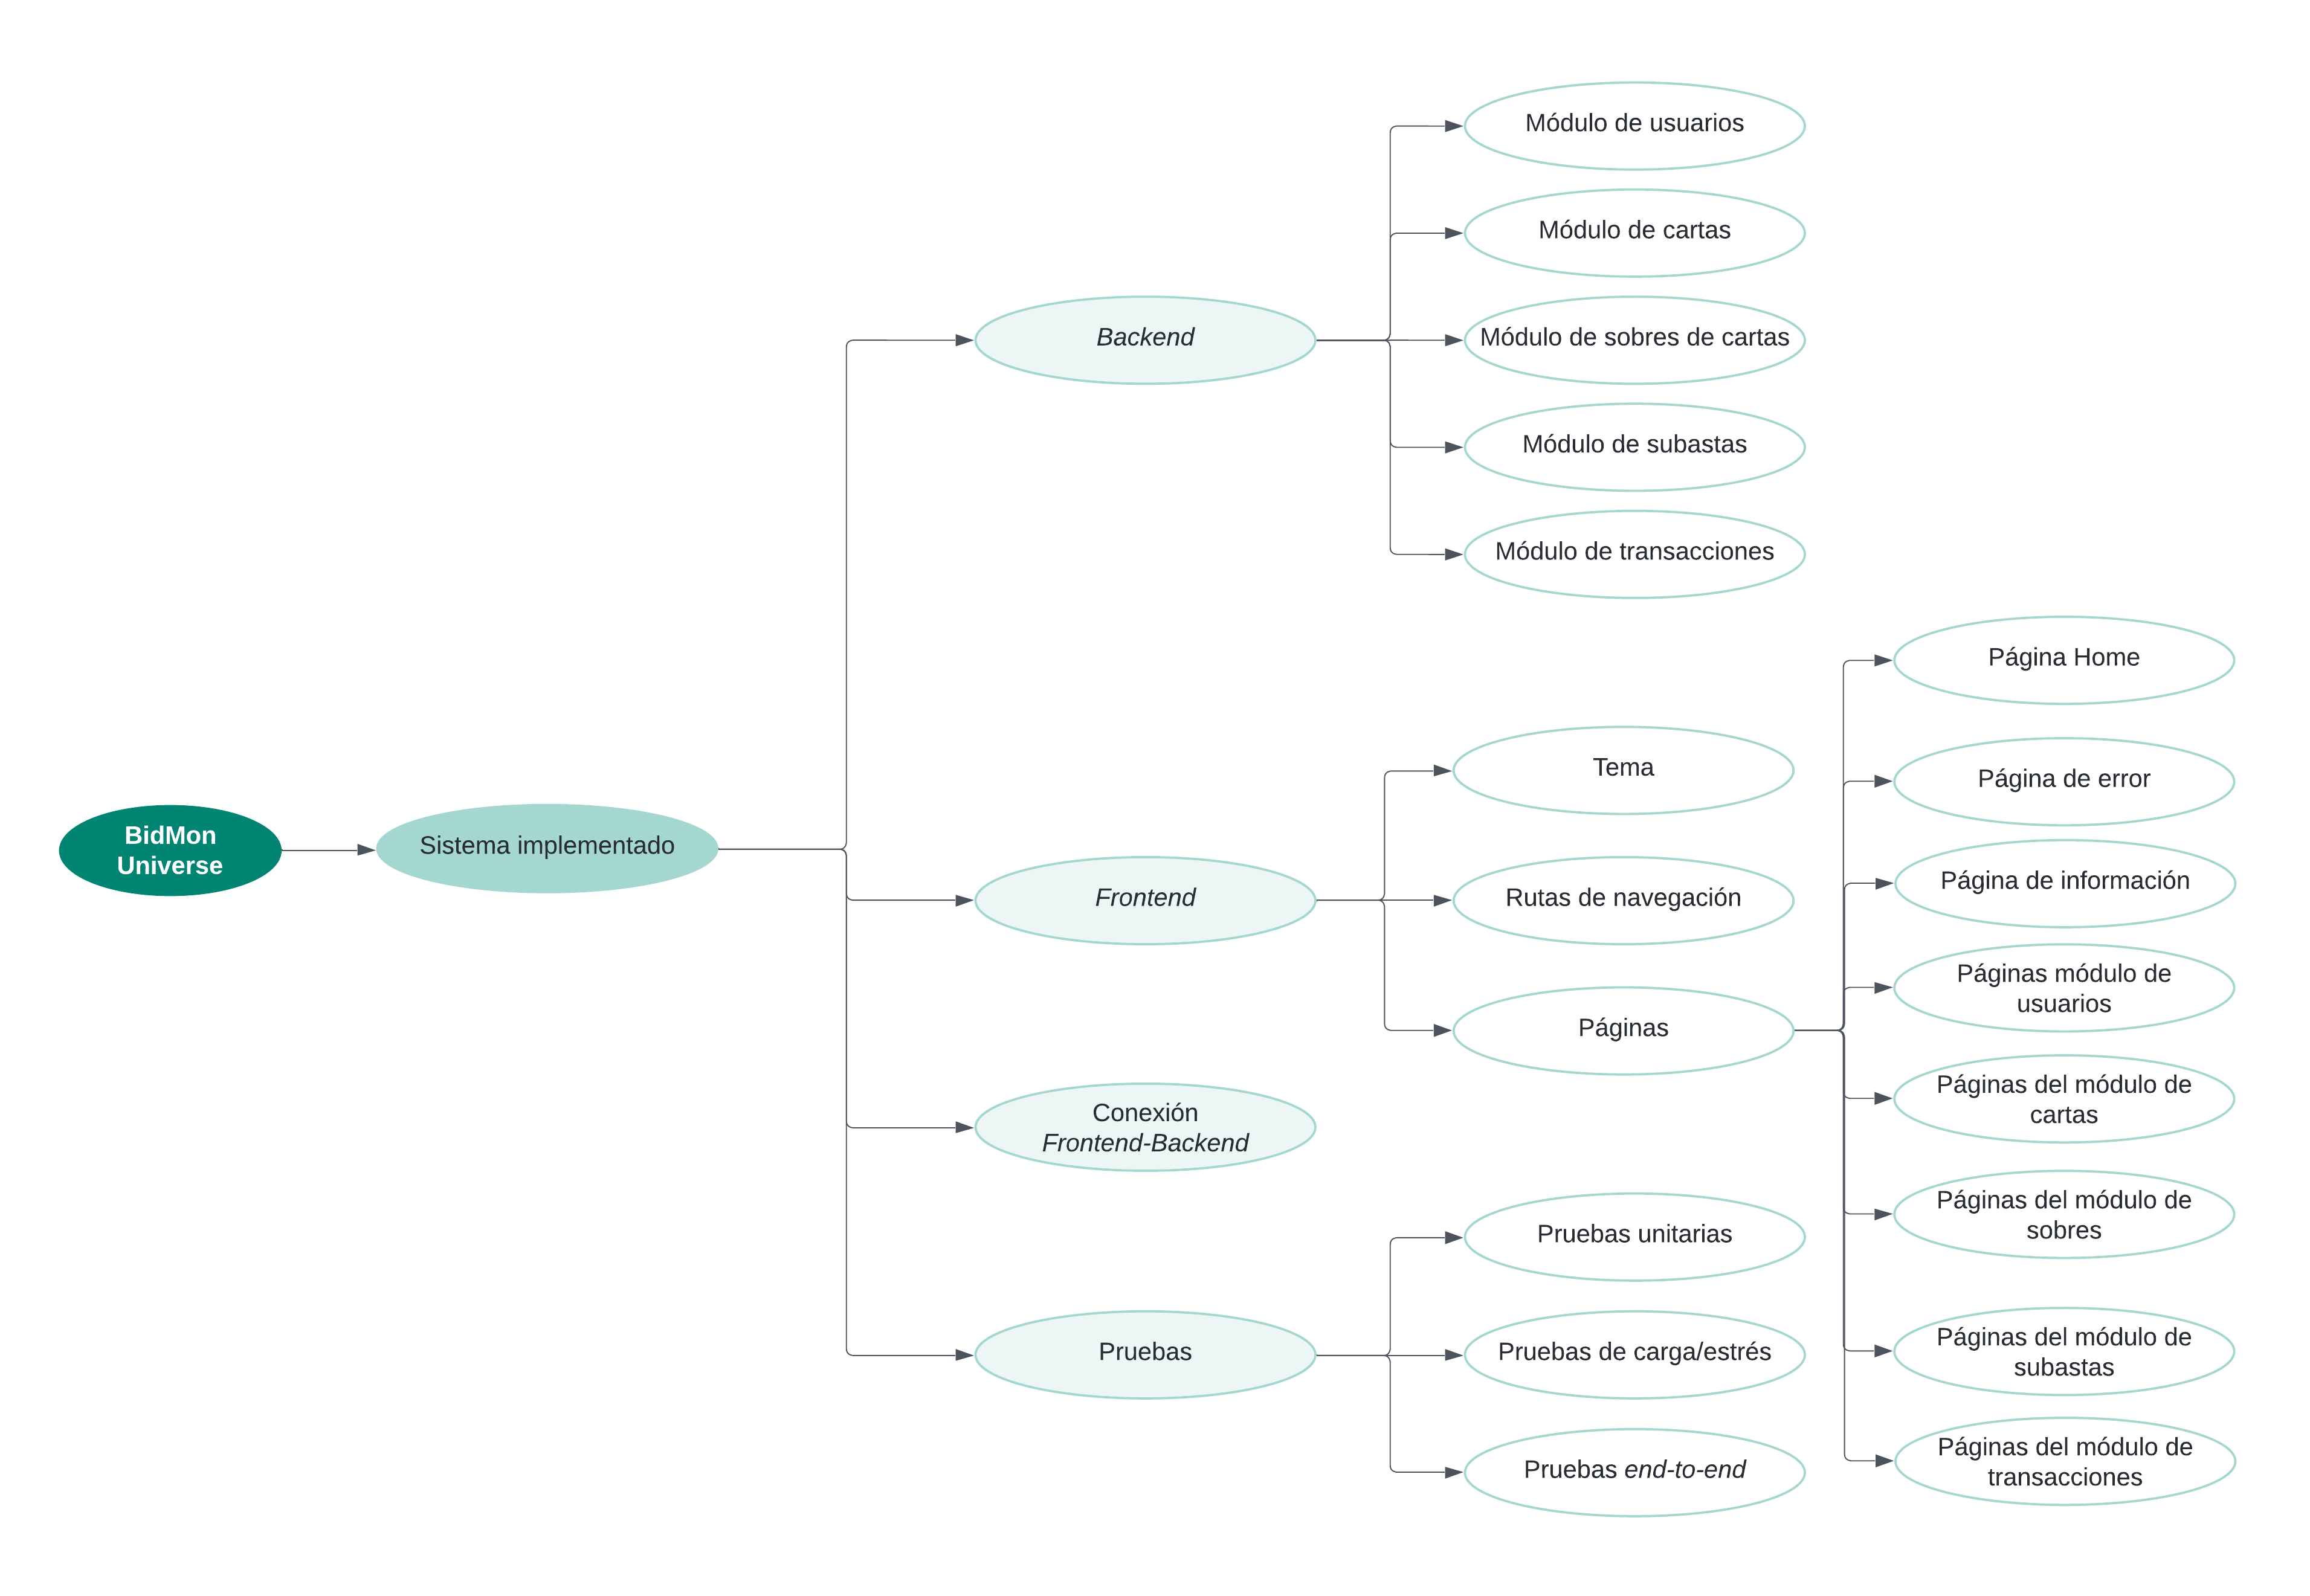 BidMon
Universe
Sistema implementado
Backend
Módulo de usuarios
Módulo de cartas
Módulo de sobres de cartas
Módulo de subastas
Módulo de transacciones
Frontend
Tema
Rutas de navegación
Páginas
Página Home
Página de error
Página de información
Páginas módulo de
usuarios
Páginas del módulo de
cartas
Páginas del módulo de
sobres
Páginas del módulo de
subastas
Páginas del módulo de
transacciones
Conexión
Frontend-Backend
Pruebas
Pruebas unitarias
Pruebas de carga/estrés
Pruebas end-to-end